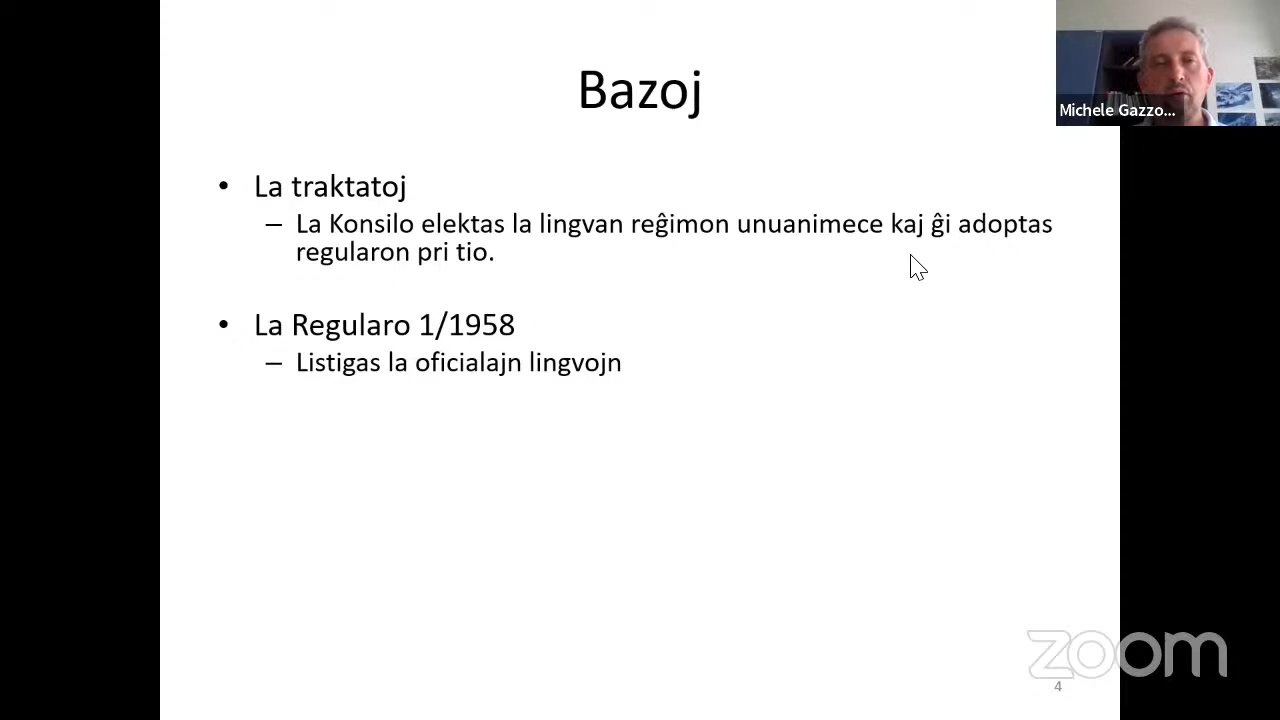 Bazoj
Michele Gazzo...
• La traktatoj
– La Konsilo elektas la lingvan reĝimon unuanimece kaj ĝi adoptas
regularon pri tio.
• La Regularo 1/1958
– Listigas la oficialajn lingvojn
zoom
4